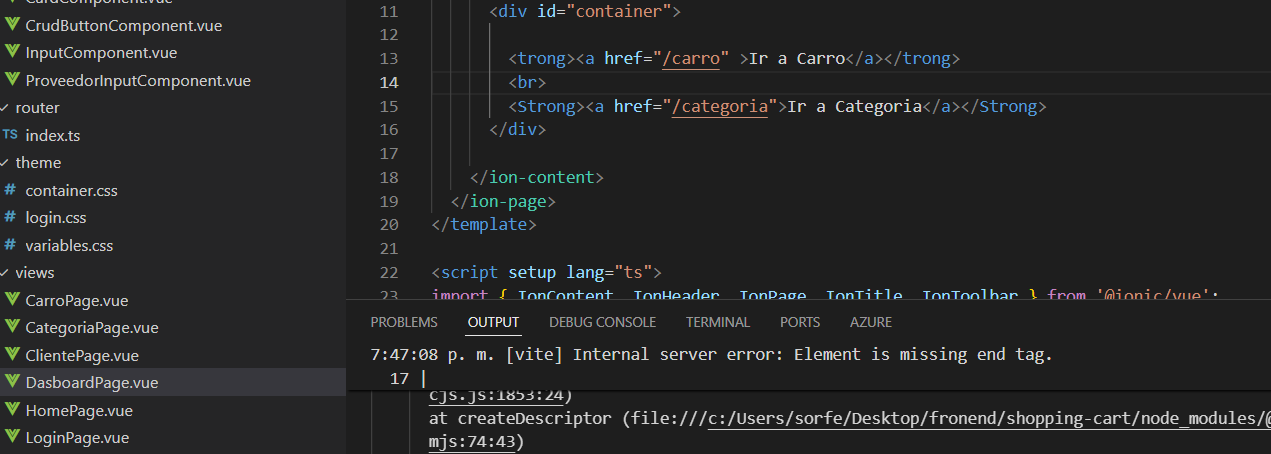 CardComponent.vue
CrudButtonComponent.vue
InputComponent.vue
ProveedorInputComponent.vue
router
TS index.ts
theme
# container.css
# login.css
# variables.css
views
CarroPage.vue
CategoriaPage.vue
ClientePage.vue
DasboardPage.vue
HomePage.vue
LoginPage.vue
11 <div id="container">
12
13 <trong><a href="/carro" >Ir a Carro</a></trong>
14 <br>
15 <Strong><a href="/categoria">Ir a Categoria</a></Strong>
16 </div>
17
18 </ion-content>
19 </ion-page>
20 </template>
21
22 <script setup lang="ts">
23 import { IonContent, IonHeader, IonPage, IonTitle, IonToolbar } from '@ionic/vue';
PROBLEMS OUTPUT DEBUG CONSOLE TERMINAL PORTS AZURE
7:47:08 p. m. [vite] Internal server error: Element is missing end tag.
17 |
cjs.js:1853:24)
at createDescriptor (file:///c:/Users/sorfe/Desktop/fronend/shopping-cart/node_modules/@
mjs:74:43)